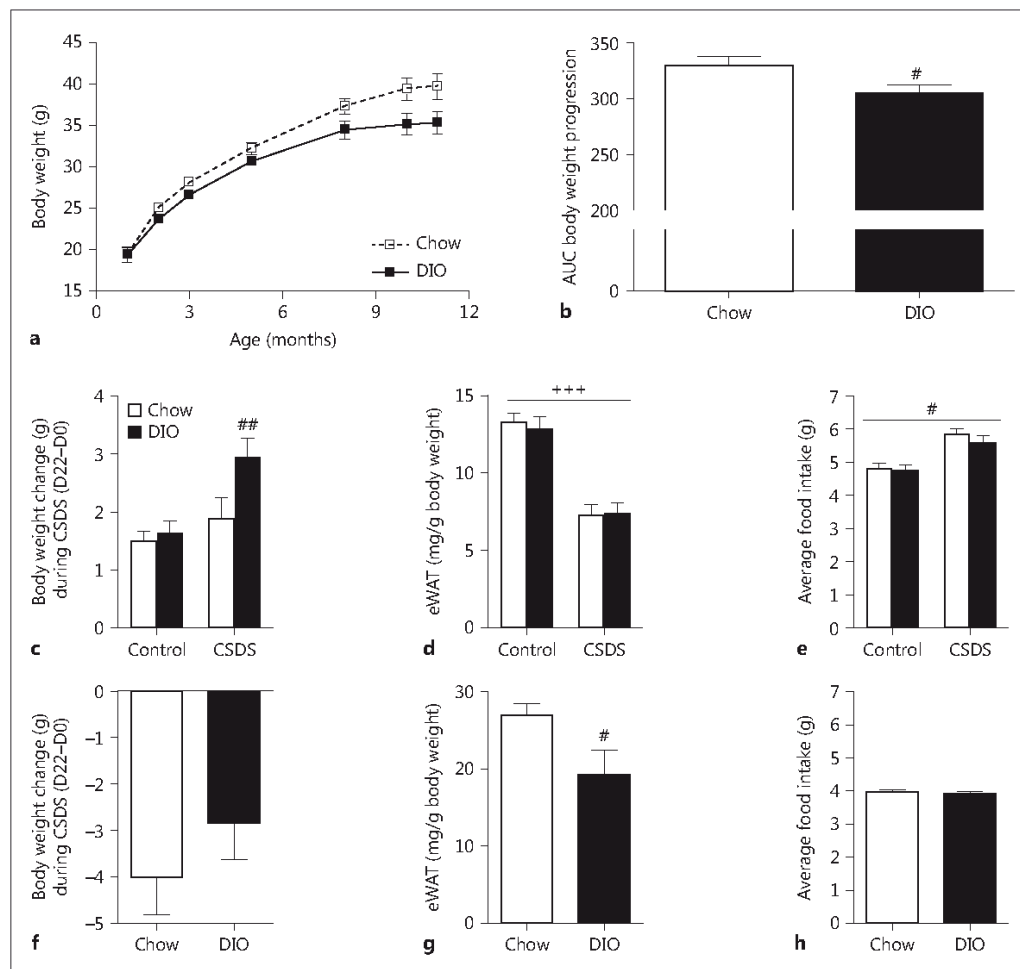 45
40
35
30
25
20
15
Body weight (g)
0 3 6 9 12
Age (months)
Chow
DIO
a
350
300
250
200
0
AUC body weight progression
#
Chow DIO
b
4
3
2
1
0
Body weight change (g)
during CSDS (D22–D0)
Chow
DIO
##
Control CSDS
c
15
10
5
0
eWAT (mg/g body weight)
+++
Control CSDS
d
7
6
5
4
3
2
1
0
Average food intake (g)
#
Control CSDS
e
0
–1
–2
–3
–4
–5
Body weight change (g)
during CSDS (D22–D0)
Chow DIO
f
30
20
10
0
eWAT (mg/g body weight)
#
Chow DIO
g
7
6
5
4
3
2
1
0
Average food intake (g)
Chow DIO
h